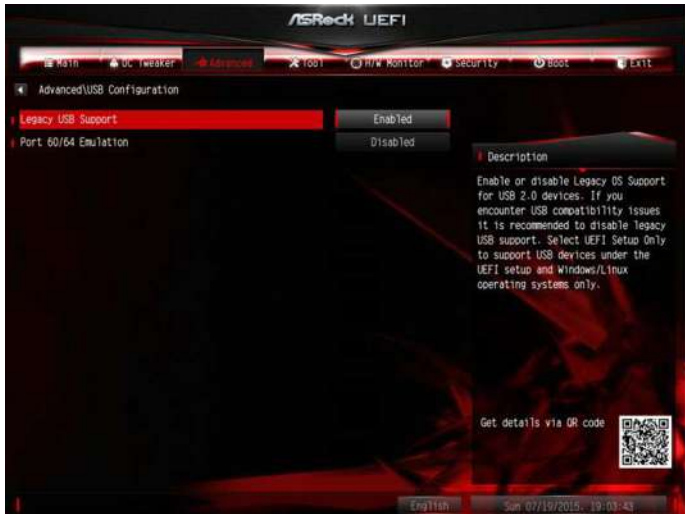 ASRock UEFI
Main OC Tweaker Advanced Tool H/W Monitor Security Boot Exit
Advanced\USB Configuration
Legacy USB Support Enabled
Port 60/64 Emulation Disabled
Description
Enable or disable Legacy OS Support
for USB 2.0 devices. If you
encounter USB compatibility issues
it is recommended to disable legacy
USB support. Select UEFI Setup Only
to support USB devices under the
UEFI setup and Windows/Linux
operating systems only.
Get details via QR code
English Sun 07/19/2015. 19:03:43